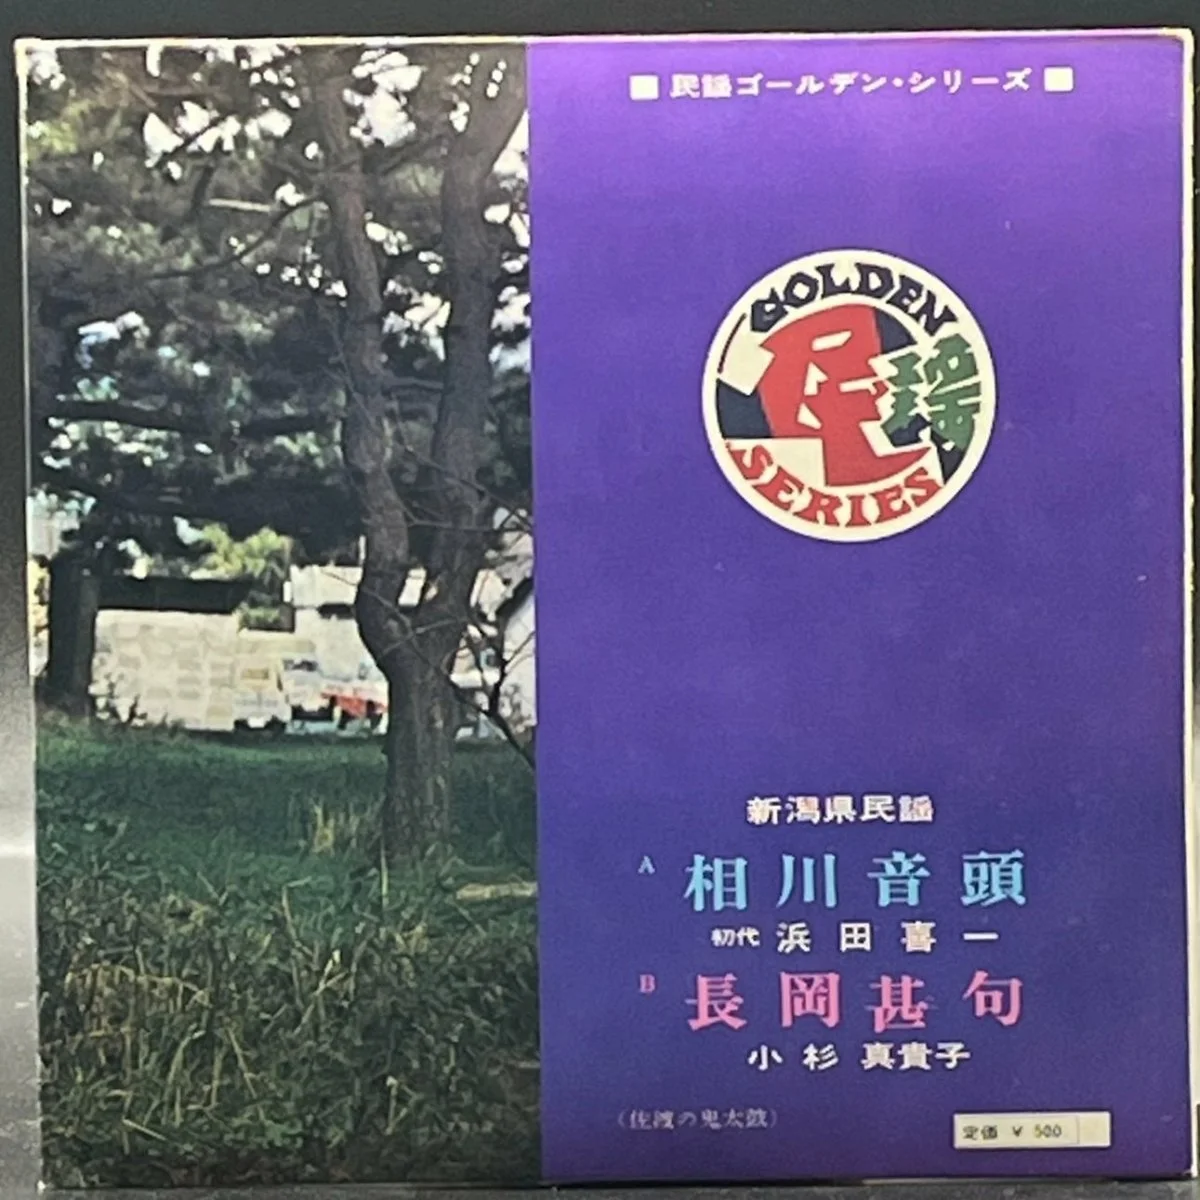 ■ 民謡ゴールデン・シリーズ ■
GOLDEN
民謡
SERIES
新潟県民謡
A 相川音頭
初代 浜田喜一
B 長岡甚句
小杉真貴子
(佐渡の鬼太鼓)
定価 ¥ 500